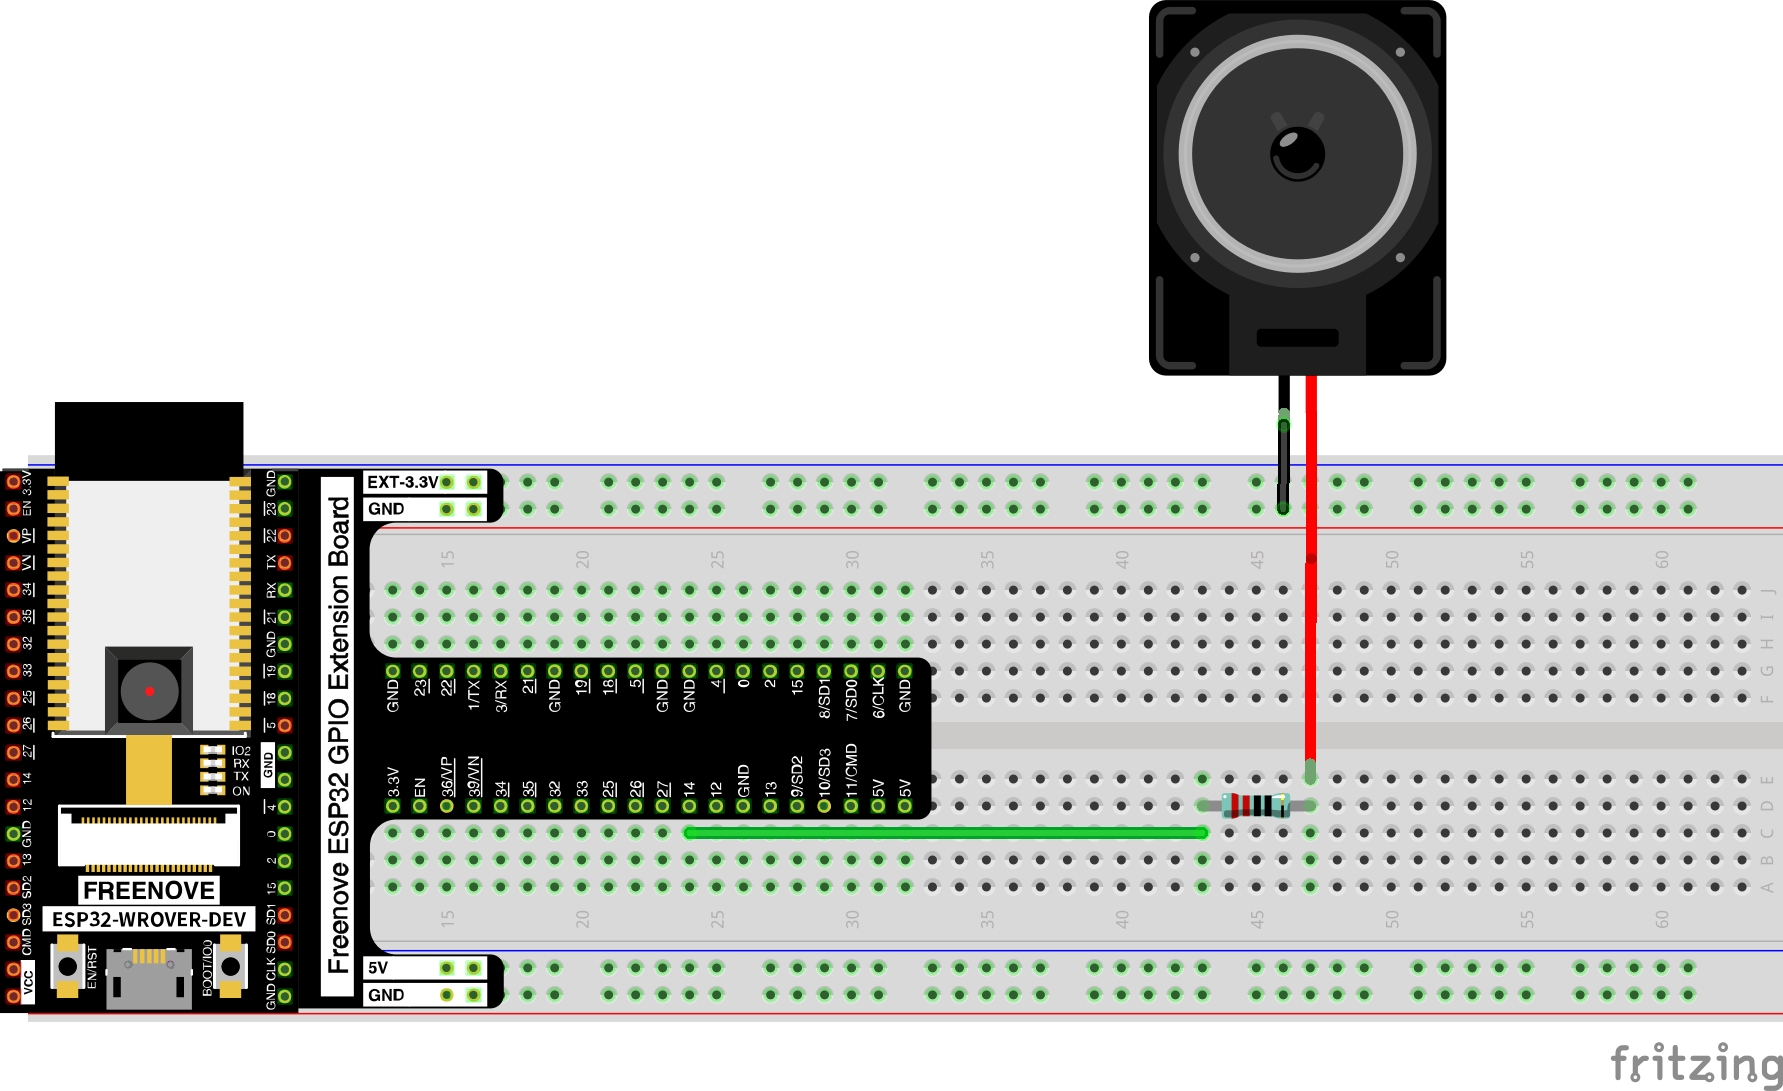 EXT-3.3V
GND
15
20
25
30
35
40
45
50
55
60
J
I
H
G
F
E
D
C
B
A
GND
23
22
1/TX
3/RX
21
GND
19
18
5
GND
GND
4
0
2
15
8/SD1
7/SD0
6/CLK
GND
3.3V
EN
36/VP
39/VN
34
35
32
33
25
26
27
14
12
GND
13
9/SD2
10/SD3
11/CMD
5V
5V
15
20
25
30
35
40
45
50
55
60
5V
GND
Freenove ESP32 GPIO Extension Board
3.3V
EN
VP
VN
34
35
32
33
25
26
27
14
12
GND
13
SD2
SD3
CMD
VCC
GND
23
22
TX
RX
21
GND
19
18
5
GND
4
0
2
15
SD1
SD0
CLK
GND
IO2
RX
TX
ON
FREENOVE
ESP32-WROVER-DEV
EN/RST
BOOT/IO0
fritzing